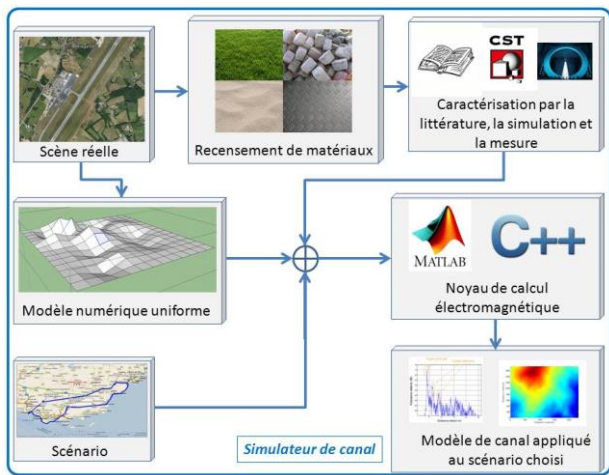 CST
Scène réelle
Recensement de matériaux
Caractérisation par la
littérature, la simulation et
la mesure
MATLAB
C++
Modèle numérique uniforme
Noyau de calcul
électromagnétique
Scénario
Simulateur de canal
Modèle de canal appliqué
au scénario choisi